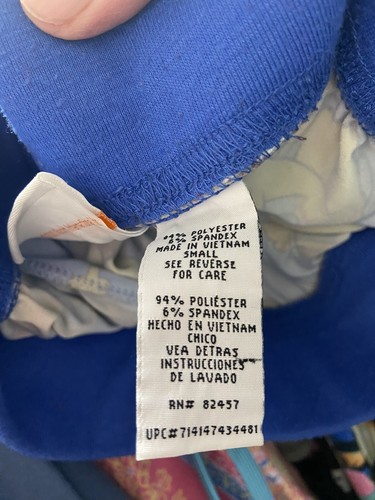 94% POLYESTER
6% SPANDEX
MADE IN VIETNAM
SMALL
SEE REVERSE
FOR CARE
94% POLIÉSTER
6% SPANDEX
HECHO EN VIETNAM
CHICO
VEA DETRAS
INSTRUCCIONES
DE LAVADO
RN# 82457
UPC#714147434481